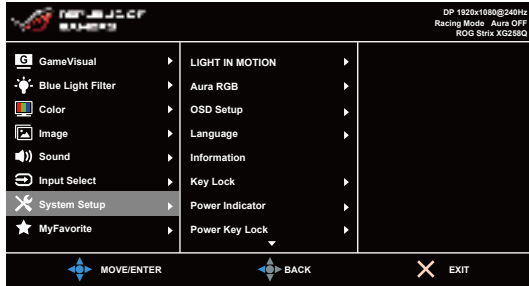 DP 1920x1080@240Hz
Racing Mode Aura OFF
ROG Strix XG258Q
G GameVisual
Blue Light Filter
Color
Image
Sound
Input Select
System Setup
MyFavorite
LIGHT IN MOTION
Aura RGB
OSD Setup
Language
Information
Key Lock
Power Indicator
Power Key Lock
MOVE/ENTER
BACK
EXIT